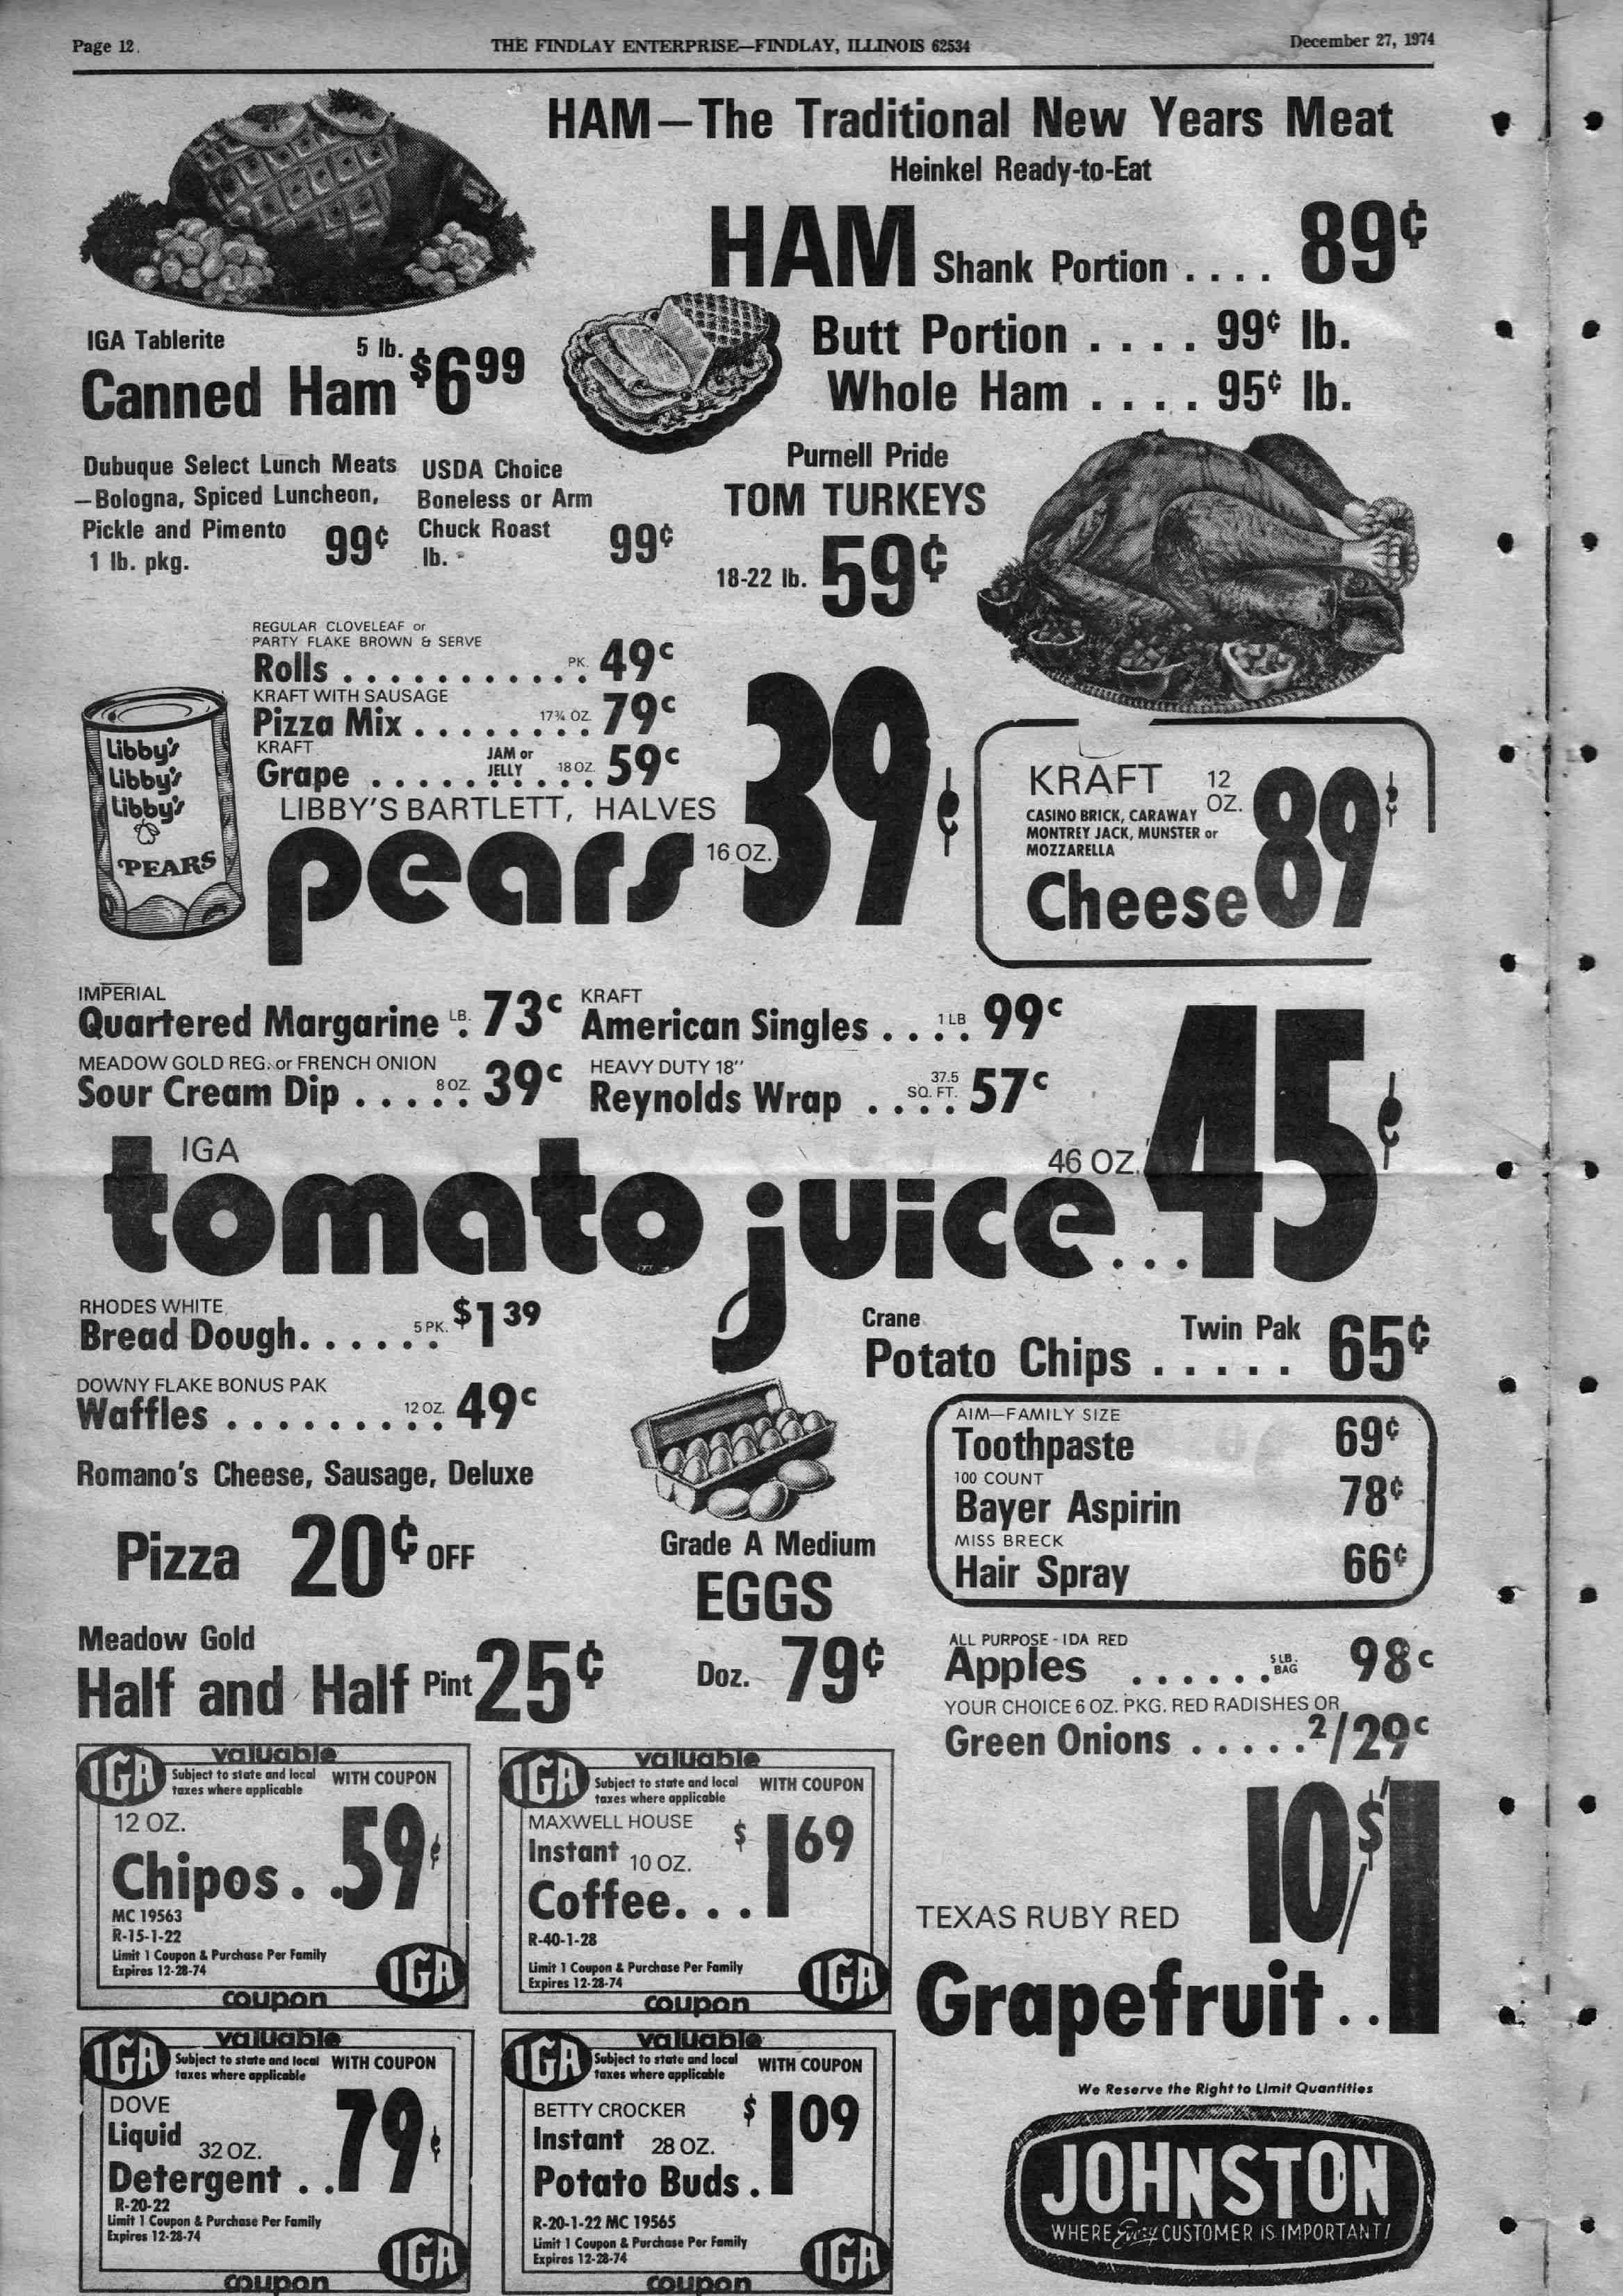 Page 12
THE FINDLAY ENTERPRISE—FINDLAY, ILLINOIS 62534
December 27, 1974
HAM—The Traditional New Years Meat
Heinkel Ready-to-Eat
HAM Shank Portion .... 89¢
Butt Portion .... 99¢ lb.
Whole Ham .... 95¢ lb.
IGA Tablerite
5 lb.
Canned Ham $6 99
Dubuque Select Lunch Meats
—Bologna, Spiced Luncheon,
Pickle and Pimento
1 lb. pkg.
99¢
USDA Choice
Boneless or Arm
Chuck Roast
lb.
99¢
Purnell Pride
TOM TURKEYS
18-22 lb. 59¢
REGULAR CLOVELEAF or
PARTY FLAKE BROWN & SERVE
Rolls ........... PK. 49c
KRAFT WITH SAUSAGE
Pizza Mix ........ 17¾ OZ. 79c
KRAFT
Grape .......... JAM or JELLY 18 OZ. 59c
Libby's
Libby's
Libby's
PEARS
LIBBY'S BARTLETT, HALVES
pears 16 OZ. 39¢
KRAFT 12 OZ.
CASINO BRICK, CARAWAY
MONTREY JACK, MUNSTER or
MOZZARELLA
Cheese 89¢
IMPERIAL
Quartered Margarine LB. 73c
KRAFT
American Singles .... 1 LB 99c
MEADOW GOLD REG. or FRENCH ONION
Sour Cream Dip ...... 8 OZ. 39c
HEAVY DUTY 18"
Reynolds Wrap .... 37.5 SQ. FT. 57c
IGA
tomato juice... 46 OZ. 45¢
RHODES WHITE
Bread Dough....... 5 PK. $1 39
DOWNY FLAKE BONUS PAK
Waffles .......... 12 OZ. 49c
Crane
Potato Chips ..... Twin Pak 65¢
Romano's Cheese, Sausage, Deluxe
Pizza 20¢ OFF
Grade A Medium
EGGS
Doz. 79¢
AIM—FAMILY SIZE
Toothpaste 69¢
100 COUNT
Bayer Aspirin 78¢
MISS BRECK
Hair Spray 66¢
Meadow Gold
Half and Half Pint 25¢
ALL PURPOSE - IDA RED
Apples ....... 5 LB. BAG 98c
YOUR CHOICE 6 OZ. PKG. RED RADISHES OR
Green Onions ..... 2/29c
valuable
IGA
Subject to state and local
taxes where applicable
WITH COUPON
12 OZ.
Chipos. . 59¢
MC 19563
R-15-1-22
Limit 1 Coupon & Purchase Per Family
Expires 12-28-74
IGA
coupon
valuable
IGA
Subject to state and local
taxes where applicable
WITH COUPON
MAXWELL HOUSE
Instant 10 OZ.
Coffee. . . $1 69
R-40-1-28
Limit 1 Coupon & Purchase Per Family
Expires 12-28-74
IGA
coupon
TEXAS RUBY RED
Grapefruit .. 10/$1
valuable
IGA
Subject to state and local
taxes where applicable
WITH COUPON
DOVE
Liquid 32 OZ.
Detergent . . 79¢
R-20-22
Limit 1 Coupon & Purchase Per Family
Expires 12-28-74
IGA
coupon
valuable
IGA
Subject to state and local
taxes where applicable
WITH COUPON
BETTY CROCKER
Instant 28 OZ.
Potato Buds . $1 09
R-20-1-22 MC 19565
Limit 1 Coupon & Purchase Per Family
Expires 12-28-74
IGA
coupon
We Reserve the Right to Limit Quantities
JOHNSTON
WHERE Every CUSTOMER IS IMPORTANT!